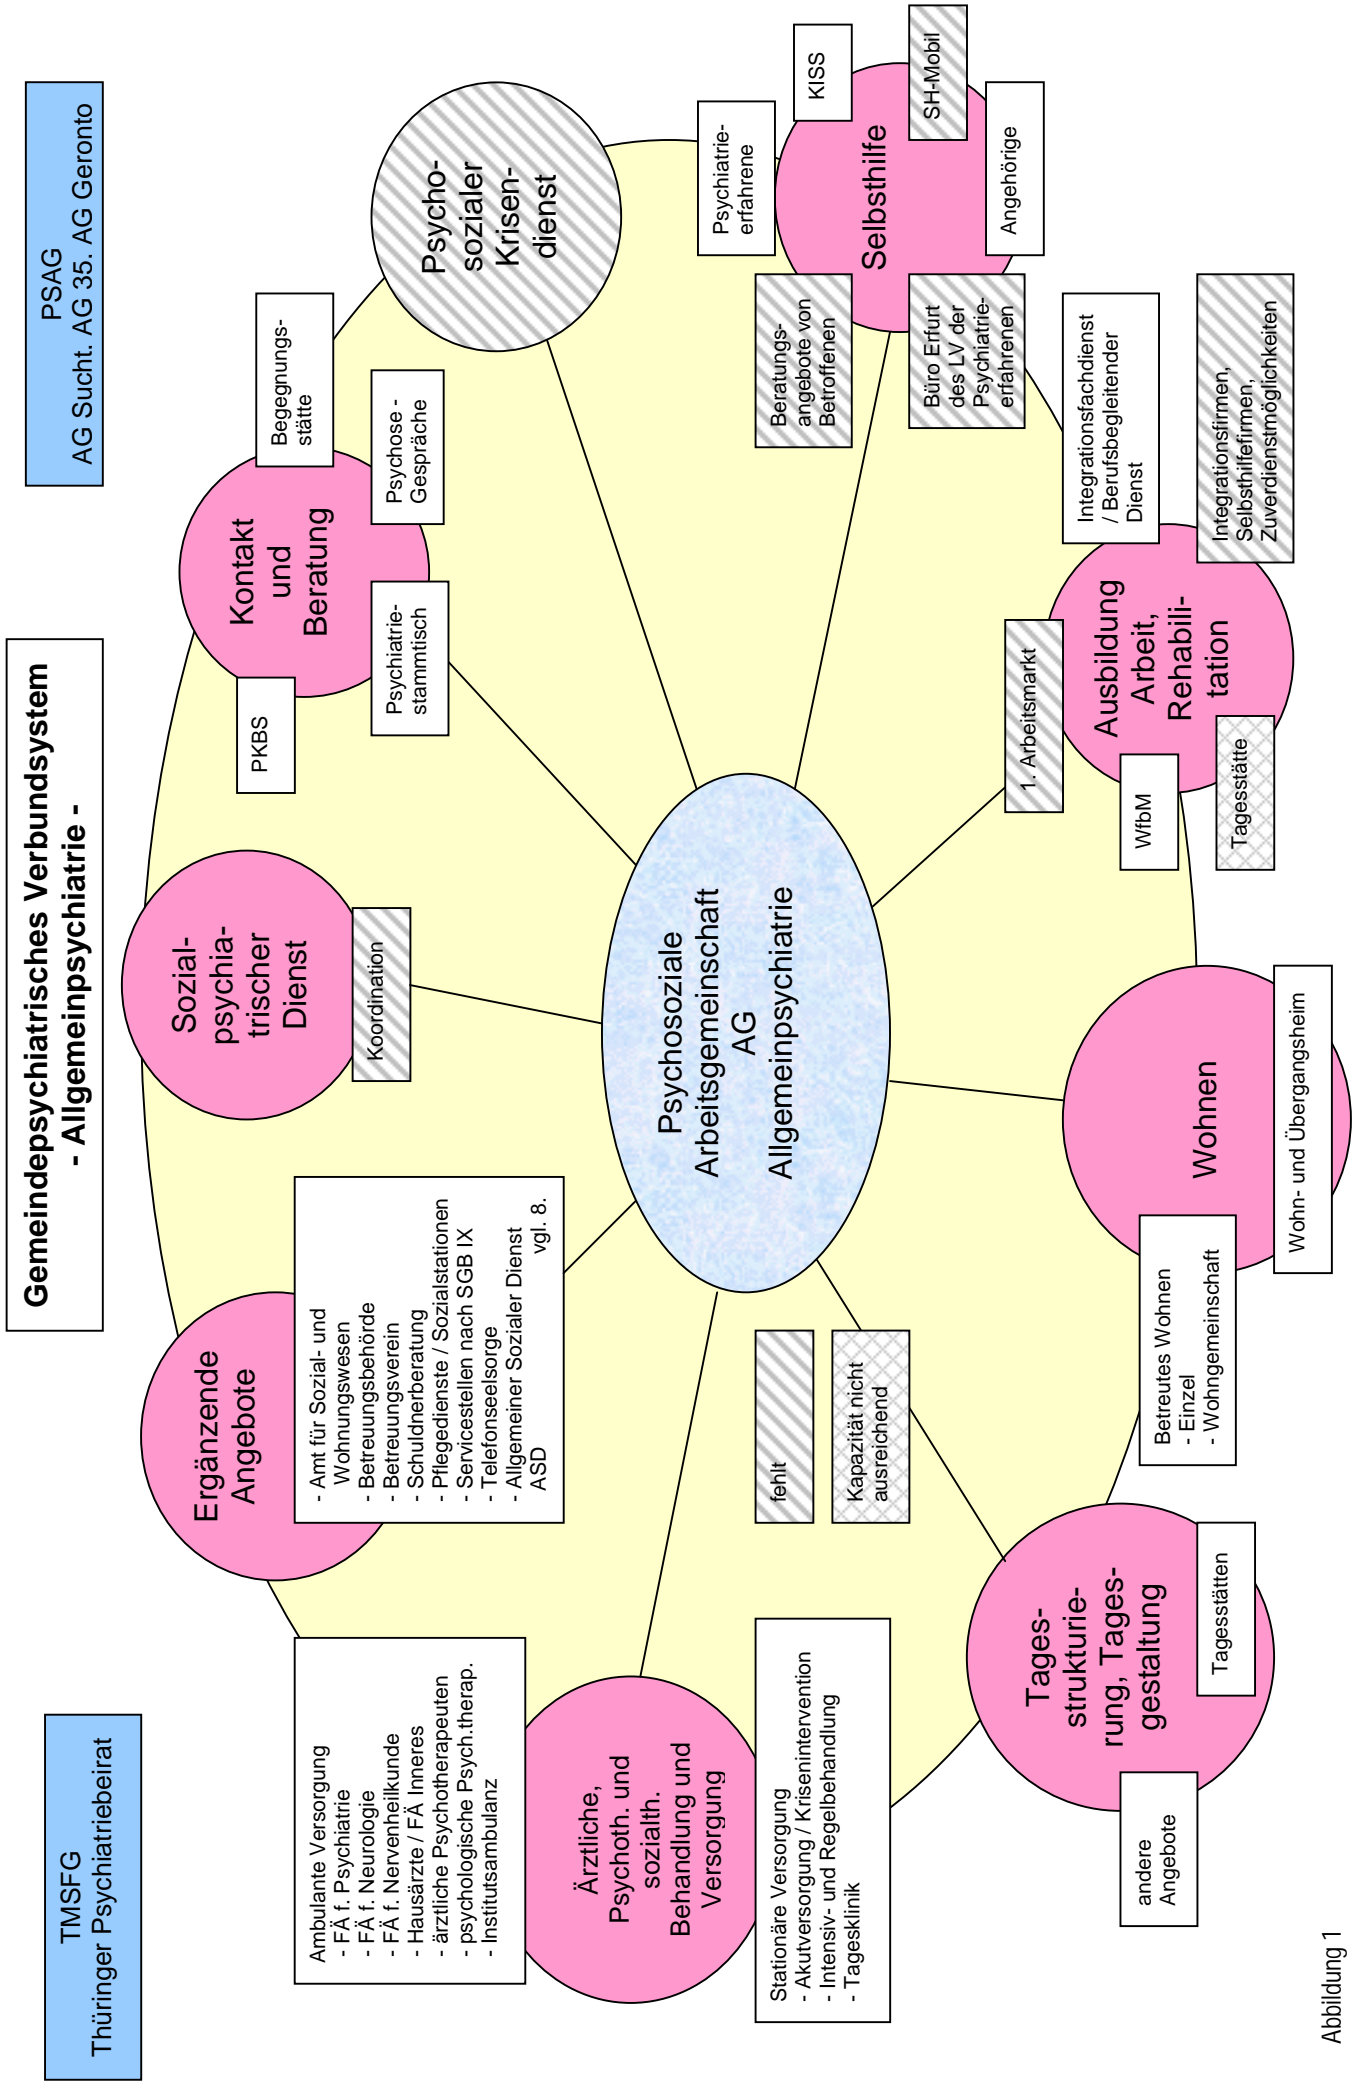 TMSFG
Thüringer Psychiatriebeirat
Gemeindepsychiatrisches Verbundsystem
- Allgemeinpsychiatrie -
PSAG
AG Sucht. AG 35. AG Geronto
Ergänzende
Angebote
- Amt für Sozial- und
Wohnungswesen
- Betreuungsbehörde
- Betreuungsverein
- Schuldnerberatung
- Pflegedienste / Sozialstationen
- Servicestellen nach SGB IX
- Telefonseelsorge
- Allgemeiner Sozialer Dienst
ASD vgl. 8.
Sozial-
psychia-
trischer
Dienst
Koordination
Kontakt
und
Beratung
PKBS
Begegnungs-
stätte
Psychiatrie-
stammtisch
Psychose -
Gespräche
Psycho-
sozialer
Krisen-
dienst
Ambulante Versorgung
- FÄ f. Psychiatrie
- FÄ f. Neurologie
- FÄ f. Nervenheilkunde
- Hausärzte / FÄ Inneres
- ärztliche Psychotherapeuten
- psychologische Psych.therap.
- Institutsambulanz
Ärztliche,
Psychoth. und
sozialth.
Behandlung und
Versorgung
Stationäre Versorgung
- Akutversorgung / Krisenintervention
- Intensiv- und Regelbehandlung
- Tagesklinik
Psychosoziale
Arbeitsgemeinschaft
AG
Allgemeinpsychiatrie
fehlt
Kapazität nicht
ausreichend
Psychiatrie-
erfahrene
KISS
Selbsthilfe
SH-Mobil
Angehörige
Beratungs-
angebote von
Betroffenen
Büro Erfurt
des LV der
Psychiatrie-
erfahrenen
Tages-
strukturie-
rung, Tages-
gestaltung
Tagesstätten
andere
Angebote
Wohnen
Betreutes Wohnen
- Einzel
- Wohngemeinschaft
Wohn- und Übergangsheim
Ausbildung
Arbeit,
Rehabili-
tation
1. Arbeitsmarkt
WfbM
Tagesstätte
Integrationsfachdienst
/ Berufsbegleitender
Dienst
Integrationsfirmen,
Selbsthilfefirmen,
Zuverdienstmöglichkeiten
Abbildung 1